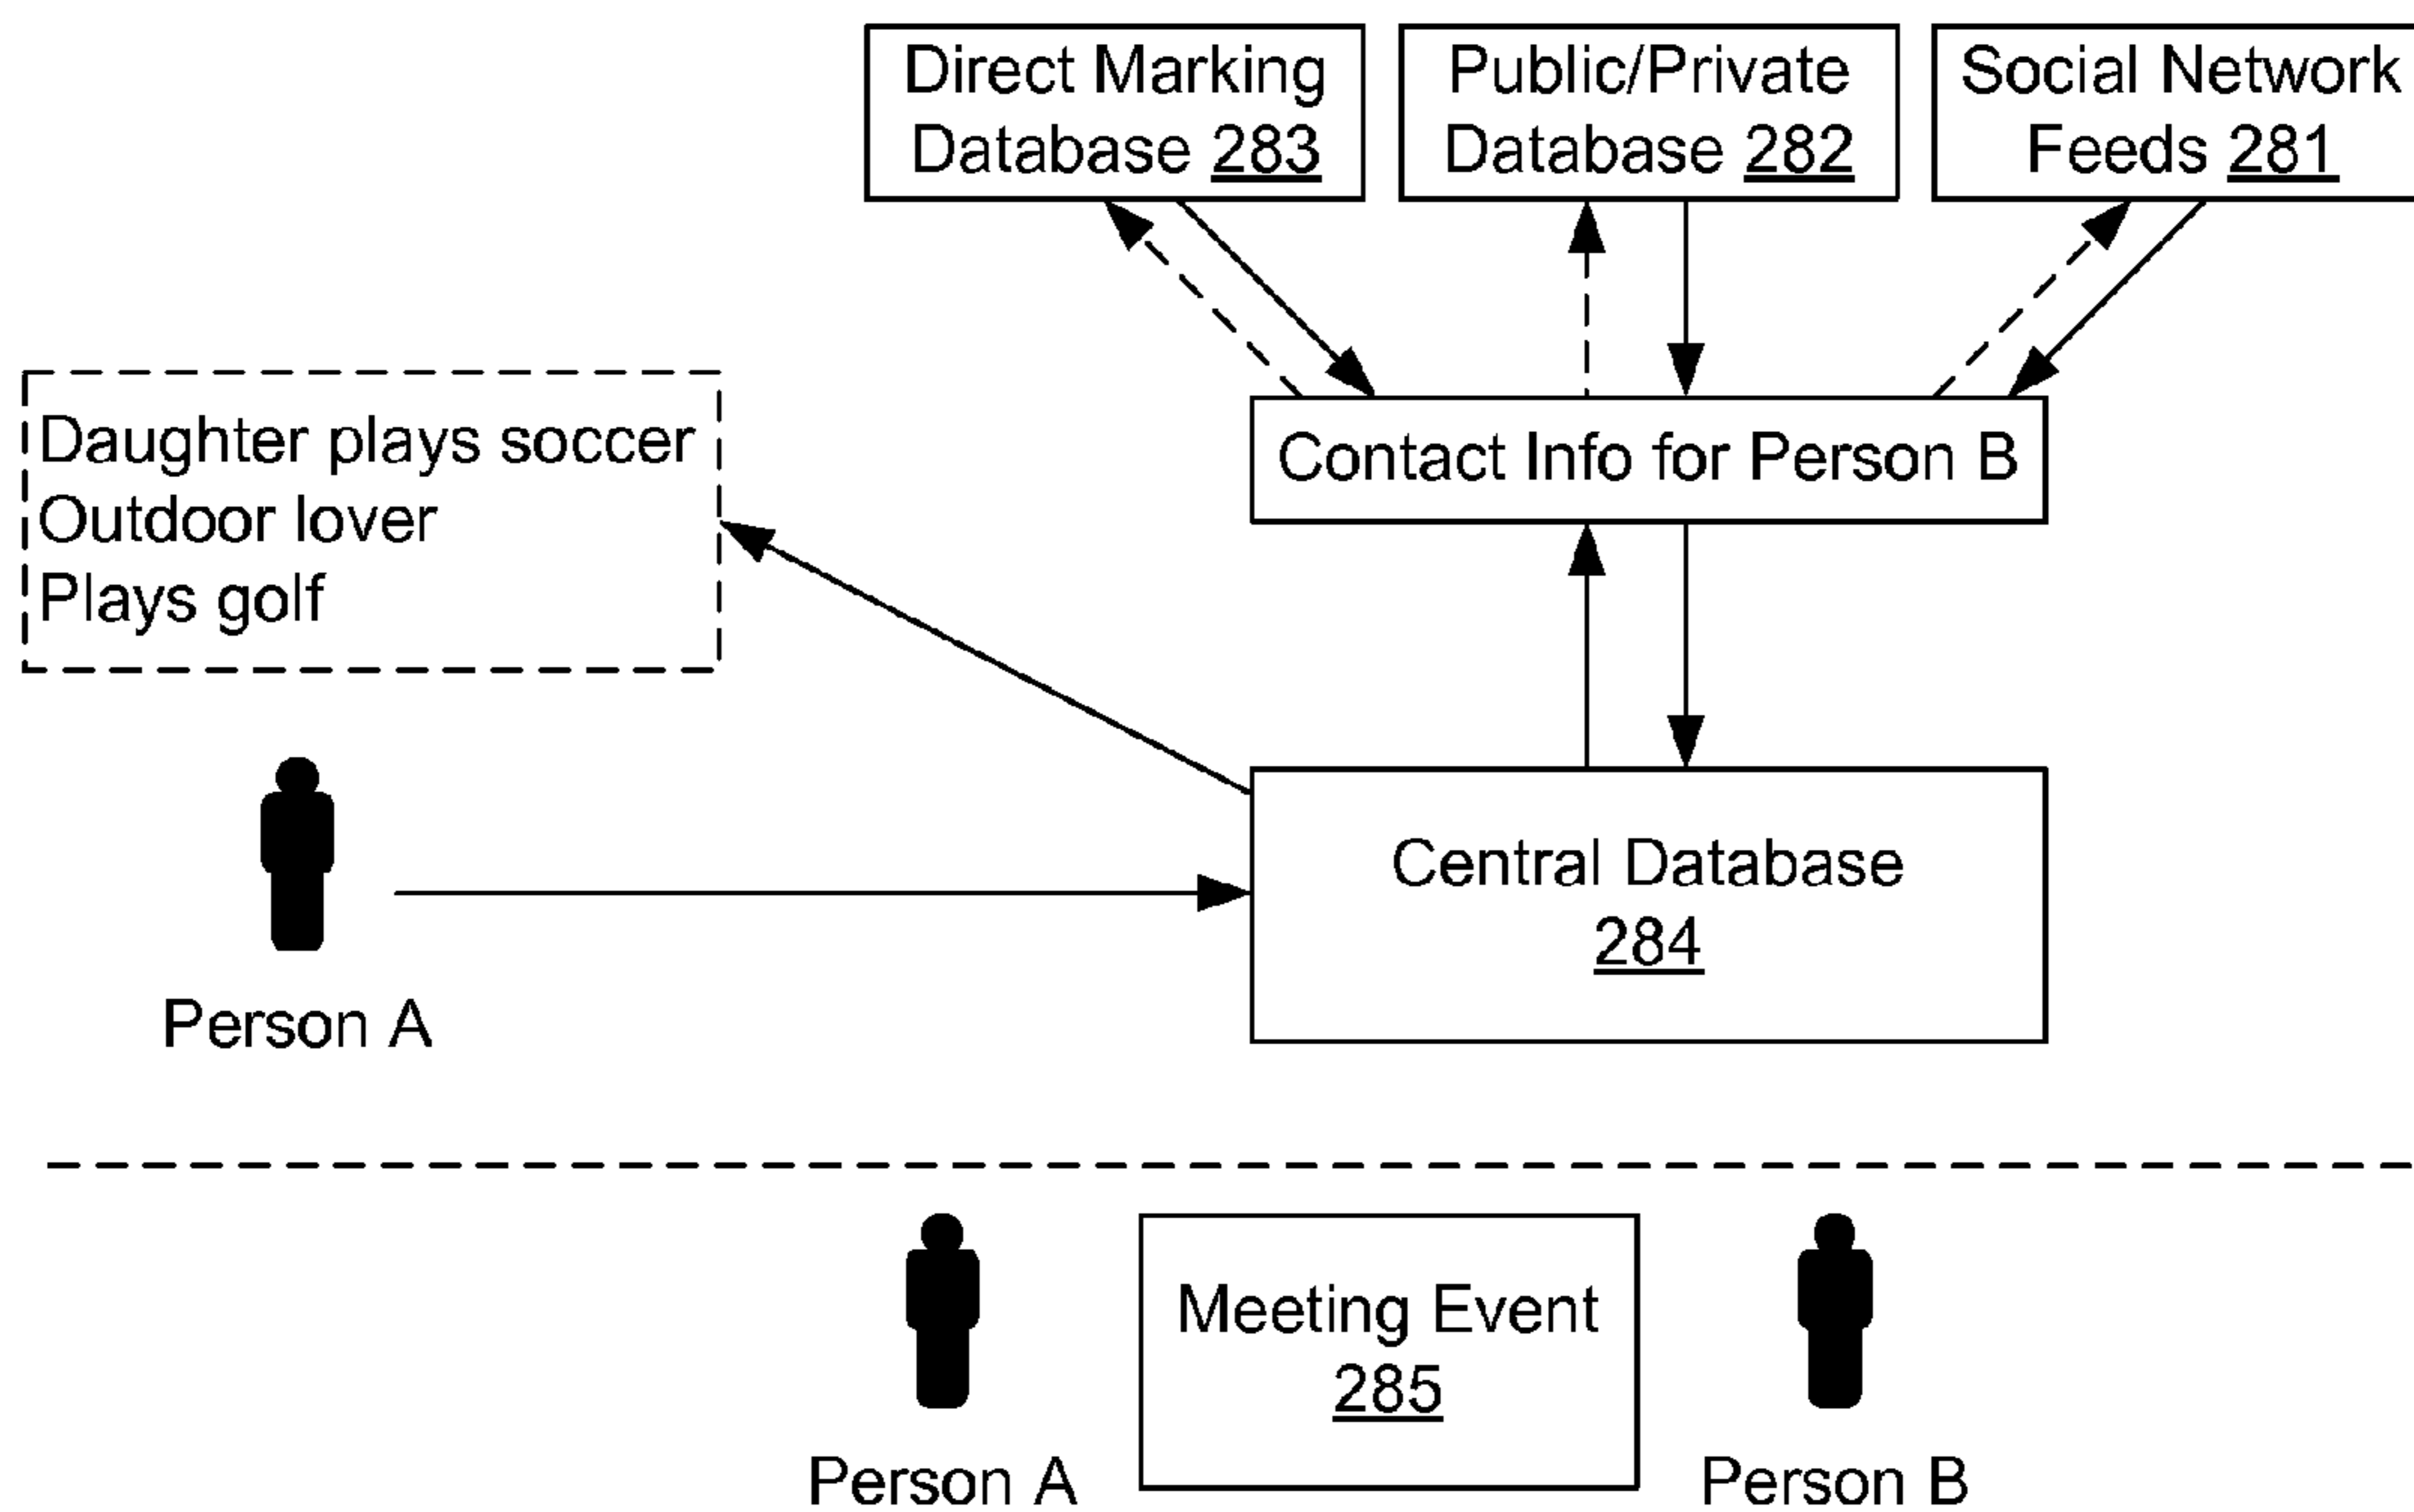 Direct Marking
Database 283
Public/Private
Database 282
Social Network
Feeds 281
Daughter plays soccer
Outdoor lover
Plays golf
Contact Info for Person B
Central Database
284
Person A
Meeting Event
285
Person A
Person B